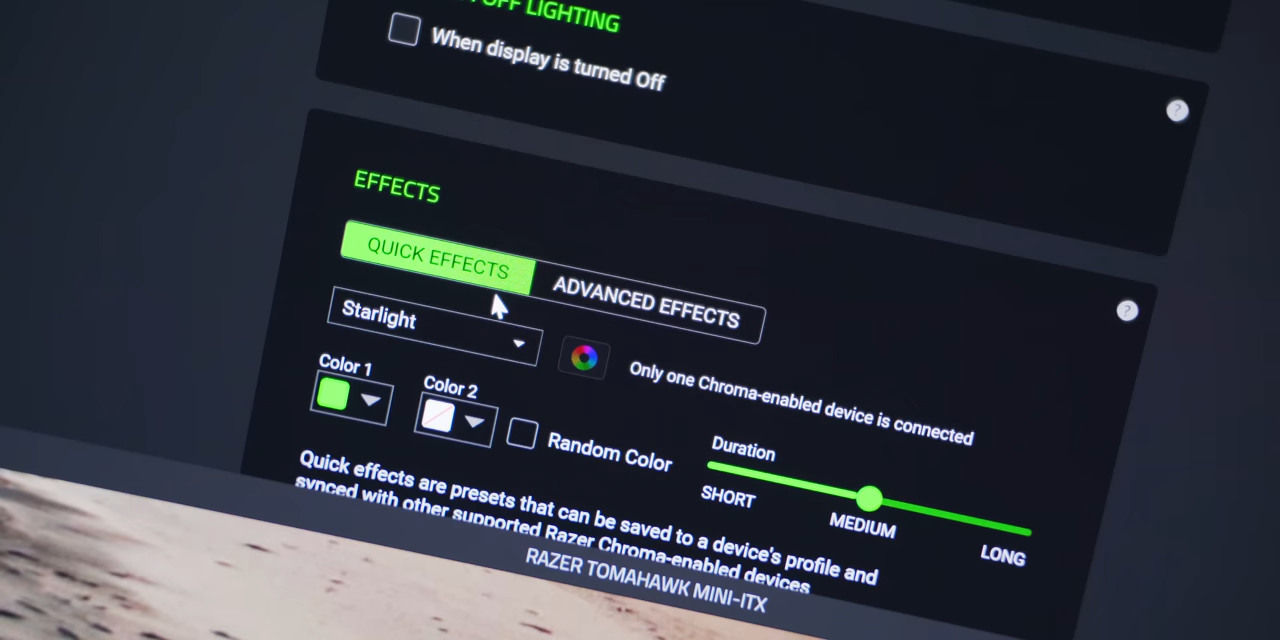 OFF LIGHTING
When display is turned Off
?
EFFECTS
QUICK EFFECTS
ADVANCED EFFECTS
?
Starlight
Only one Chroma-enabled device is connected
Color 1
Color 2
Random Color
Duration
SHORT
MEDIUM
LONG
Quick effects are presets that can be saved to a device's profile and
synced with other supported Razer Chroma-enabled devices
RAZER TOMAHAWK MINI-ITX